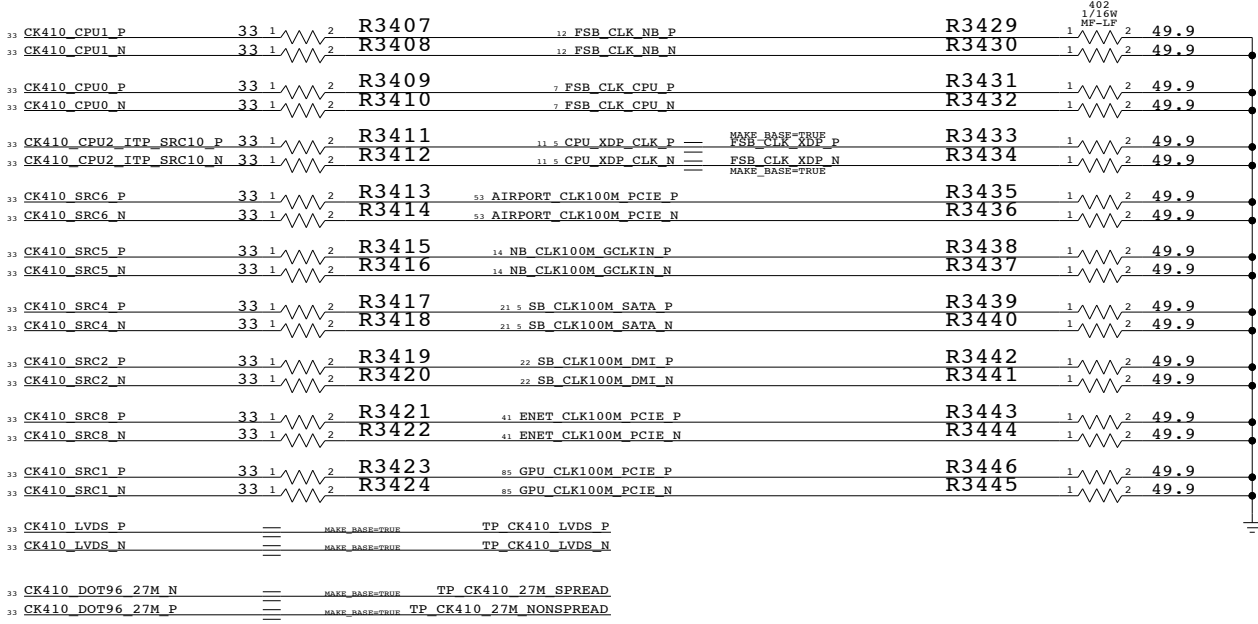 402
1/16W
MF-LF
33 CK410_CPU1_P 33 1 2 R3407 12 FSB_CLK_NB_P R3429 1 2 49.9
33 CK410_CPU1_N 33 1 2 R3408 12 FSB_CLK_NB_N R3430 1 2 49.9
33 CK410_CPU0_P 33 1 2 R3409 7 FSB_CLK_CPU_P R3431 1 2 49.9
33 CK410_CPU0_N 33 1 2 R3410 7 FSB_CLK_CPU_N R3432 1 2 49.9
MAKE_BASE=TRUE
33 CK410_CPU2_ITP_SRC10_P 33 1 2 R3411 11 5 CPU_XDP_CLK_P FSB_CLK_XDP_P R3433 1 2 49.9
33 CK410_CPU2_ITP_SRC10_N 33 1 2 R3412 11 5 CPU_XDP_CLK_N FSB_CLK_XDP_N R3434 1 2 49.9
MAKE_BASE=TRUE
33 CK410_SRC6_P 33 1 2 R3413 53 AIRPORT_CLK100M_PCIE_P R3435 1 2 49.9
33 CK410_SRC6_N 33 1 2 R3414 53 AIRPORT_CLK100M_PCIE_N R3436 1 2 49.9
33 CK410_SRC5_P 33 1 2 R3415 14 NB_CLK100M_GCLKIN_P R3438 1 2 49.9
33 CK410_SRC5_N 33 1 2 R3416 14 NB_CLK100M_GCLKIN_N R3437 1 2 49.9
33 CK410_SRC4_P 33 1 2 R3417 21 5 SB_CLK100M_SATA_P R3439 1 2 49.9
33 CK410_SRC4_N 33 1 2 R3418 21 5 SB_CLK100M_SATA_N R3440 1 2 49.9
33 CK410_SRC2_P 33 1 2 R3419 22 SB_CLK100M_DMI_P R3442 1 2 49.9
33 CK410_SRC2_N 33 1 2 R3420 22 SB_CLK100M_DMI_N R3441 1 2 49.9
33 CK410_SRC8_P 33 1 2 R3421 41 ENET_CLK100M_PCIE_P R3443 1 2 49.9
33 CK410_SRC8_N 33 1 2 R3422 41 ENET_CLK100M_PCIE_N R3444 1 2 49.9
33 CK410_SRC1_P 33 1 2 R3423 85 GPU_CLK100M_PCIE_P R3446 1 2 49.9
33 CK410_SRC1_N 33 1 2 R3424 85 GPU_CLK100M_PCIE_N R3445 1 2 49.9
33 CK410_LVDS_P MAKE_BASE=TRUE TP_CK410_LVDS_P
33 CK410_LVDS_N MAKE_BASE=TRUE TP_CK410_LVDS_N
33 CK410_DOT96_27M_N MAKE_BASE=TRUE TP_CK410_27M_SPREAD
33 CK410_DOT96_27M_P MAKE_BASE=TRUE TP_CK410_27M_NONSPREAD